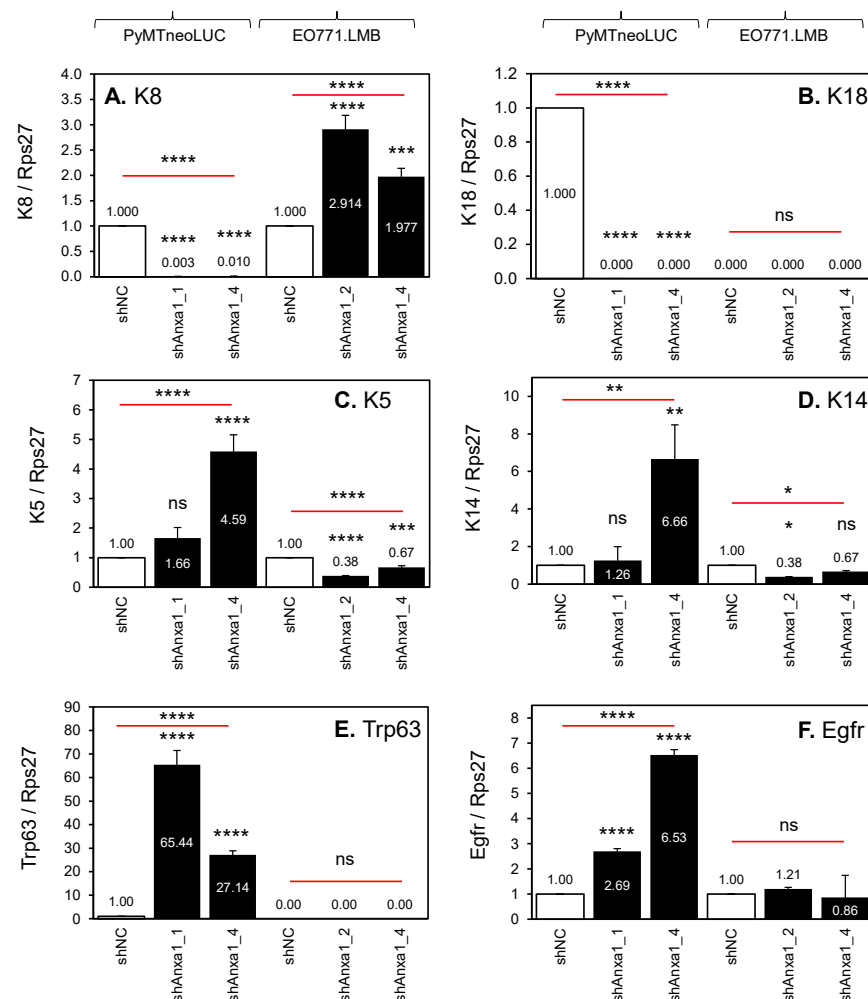 PyMTneoLUC EO771.LMB PyMTneoLUC EO771.LMB
A. K8
K8 / Rps27
4.0
3.5
3.0
2.5
2.0
1.5
1.0
0.5
0.0
****
****
****
***
****
****
1.000 0.003 0.010 1.000 2.914 1.977
shNC shAnxa1_1 shAnxa1_4 shNC shAnxa1_2 shAnxa1_4
B. K18
K18 / Rps27
1.2
1.0
0.8
0.6
0.4
0.2
0.0
****
ns
**** ****
1.000 0.000 0.000 0.000 0.000 0.000
shNC shAnxa1_1 shAnxa1_4 shNC shAnxa1_2 shAnxa1_4
C. K5
K5 / Rps27
7
6
5
4
3
2
1
0
****
****
ns
****
**** ***
1.00 1.66 4.59 1.00 0.38 0.67
shNC shAnxa1_1 shAnxa1_4 shNC shAnxa1_2 shAnxa1_4
D. K14
K14 / Rps27
10
8
6
4
2
0
**
**
ns
*
* ns
1.00 1.26 6.66 1.00 0.38 0.67
shNC shAnxa1_1 shAnxa1_4 shNC shAnxa1_2 shAnxa1_4
E. Trp63
Trp63 / Rps27
90
80
70
60
50
40
30
20
10
0
****
****
****
ns
1.00 65.44 27.14 0.00 0.00 0.00
shNC shAnxa1_1 shAnxa1_4 shNC shAnxa1_2 shAnxa1_4
F. Egfr
Egfr / Rps27
8
7
6
5
4
3
2
1
0
****
****
****
ns
1.00 2.69 6.53 1.00 1.21 0.86
shNC shAnxa1_1 shAnxa1_4 shNC shAnxa1_2 shAnxa1_4